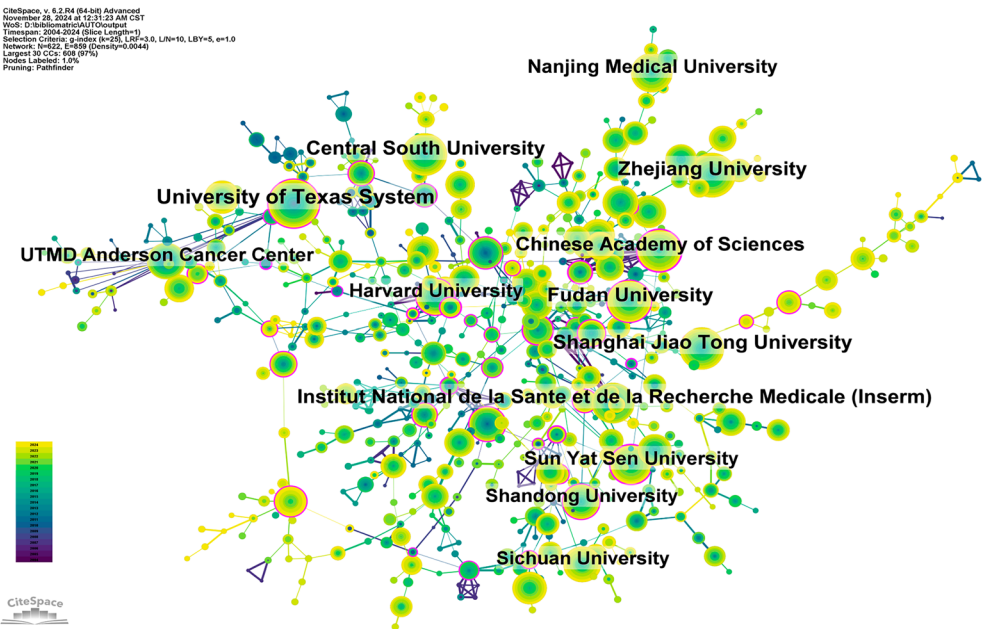 CiteSpace, v. 6.2.R4 (64-bit) Advanced
November 28, 2024 at 12:31:23 AM CST
WoS: D:\bibliomatric\AUTO\output
Timespan: 2004-2024 (Slice Length=1)
Selection Criteria: g-index (k=25), LRF=3.0, L/N=10, LBY=5, e=1.0
Network: N=622, E=859 (Density=0.0044)
Largest 30 CCs: 608 (97%)
Nodes Labeled: 1.0%
Pruning: Pathfinder
Nanjing Medical University
Central South University
Zhejiang University
University of Texas System
Chinese Academy of Sciences
UTMD Anderson Cancer Center
Harvard University
Fudan University
Shanghai Jiao Tong University
Institut National de la Sante et de la Recherche Medicale (Inserm)
Sun Yat Sen University
Shandong University
Sichuan University
CiteSpace